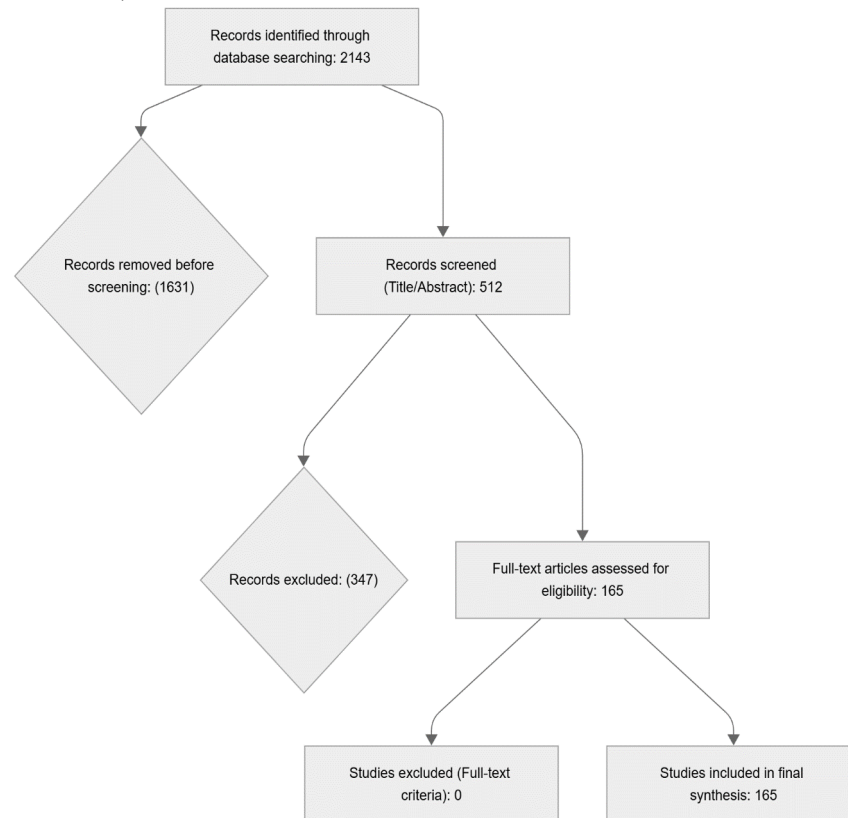 Records identified through
database searching: 2143
Records removed before
screening: (1631)
Records screened
(Title/Abstract): 512
Records excluded: (347)
Full-text articles assessed for
eligibility: 165
Studies excluded (Full-text
criteria): 0
Studies included in final
synthesis: 165